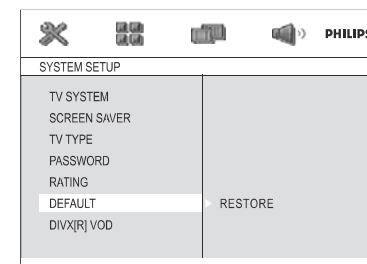 PHILIPS
SYSTEM SETUP
TV SYSTEM
SCREEN SAVER
TV TYPE
PASSWORD
RATING
DEFAULT
RESTORE
DIVX[R] VOD